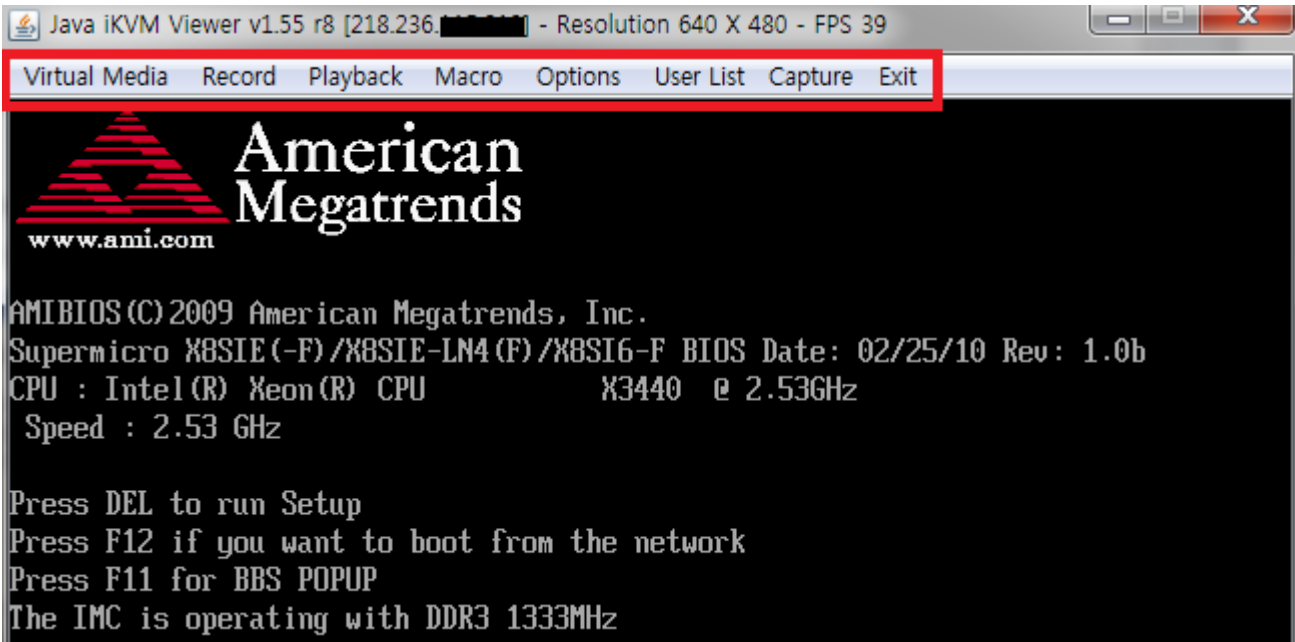 Java iKVM Viewer v1.55 r8 [218.236. ] - Resolution 640 X 480 - FPS 39
Virtual Media Record Playback Macro Options User List Capture Exit
American
Megatrends
www.ami.com
AMIBIOS(C)2009 American Megatrends, Inc.
Supermicro X8SIE(-F)/X8SIE-LN4(F)/X8SI6-F BIOS Date: 02/25/10 Rev: 1.0b
CPU : Intel(R) Xeon(R) CPU X3440 @ 2.53GHz
Speed : 2.53 GHz
Press DEL to run Setup
Press F12 if you want to boot from the network
Press F11 for BBS POPUP
The IMC is operating with DDR3 1333MHz